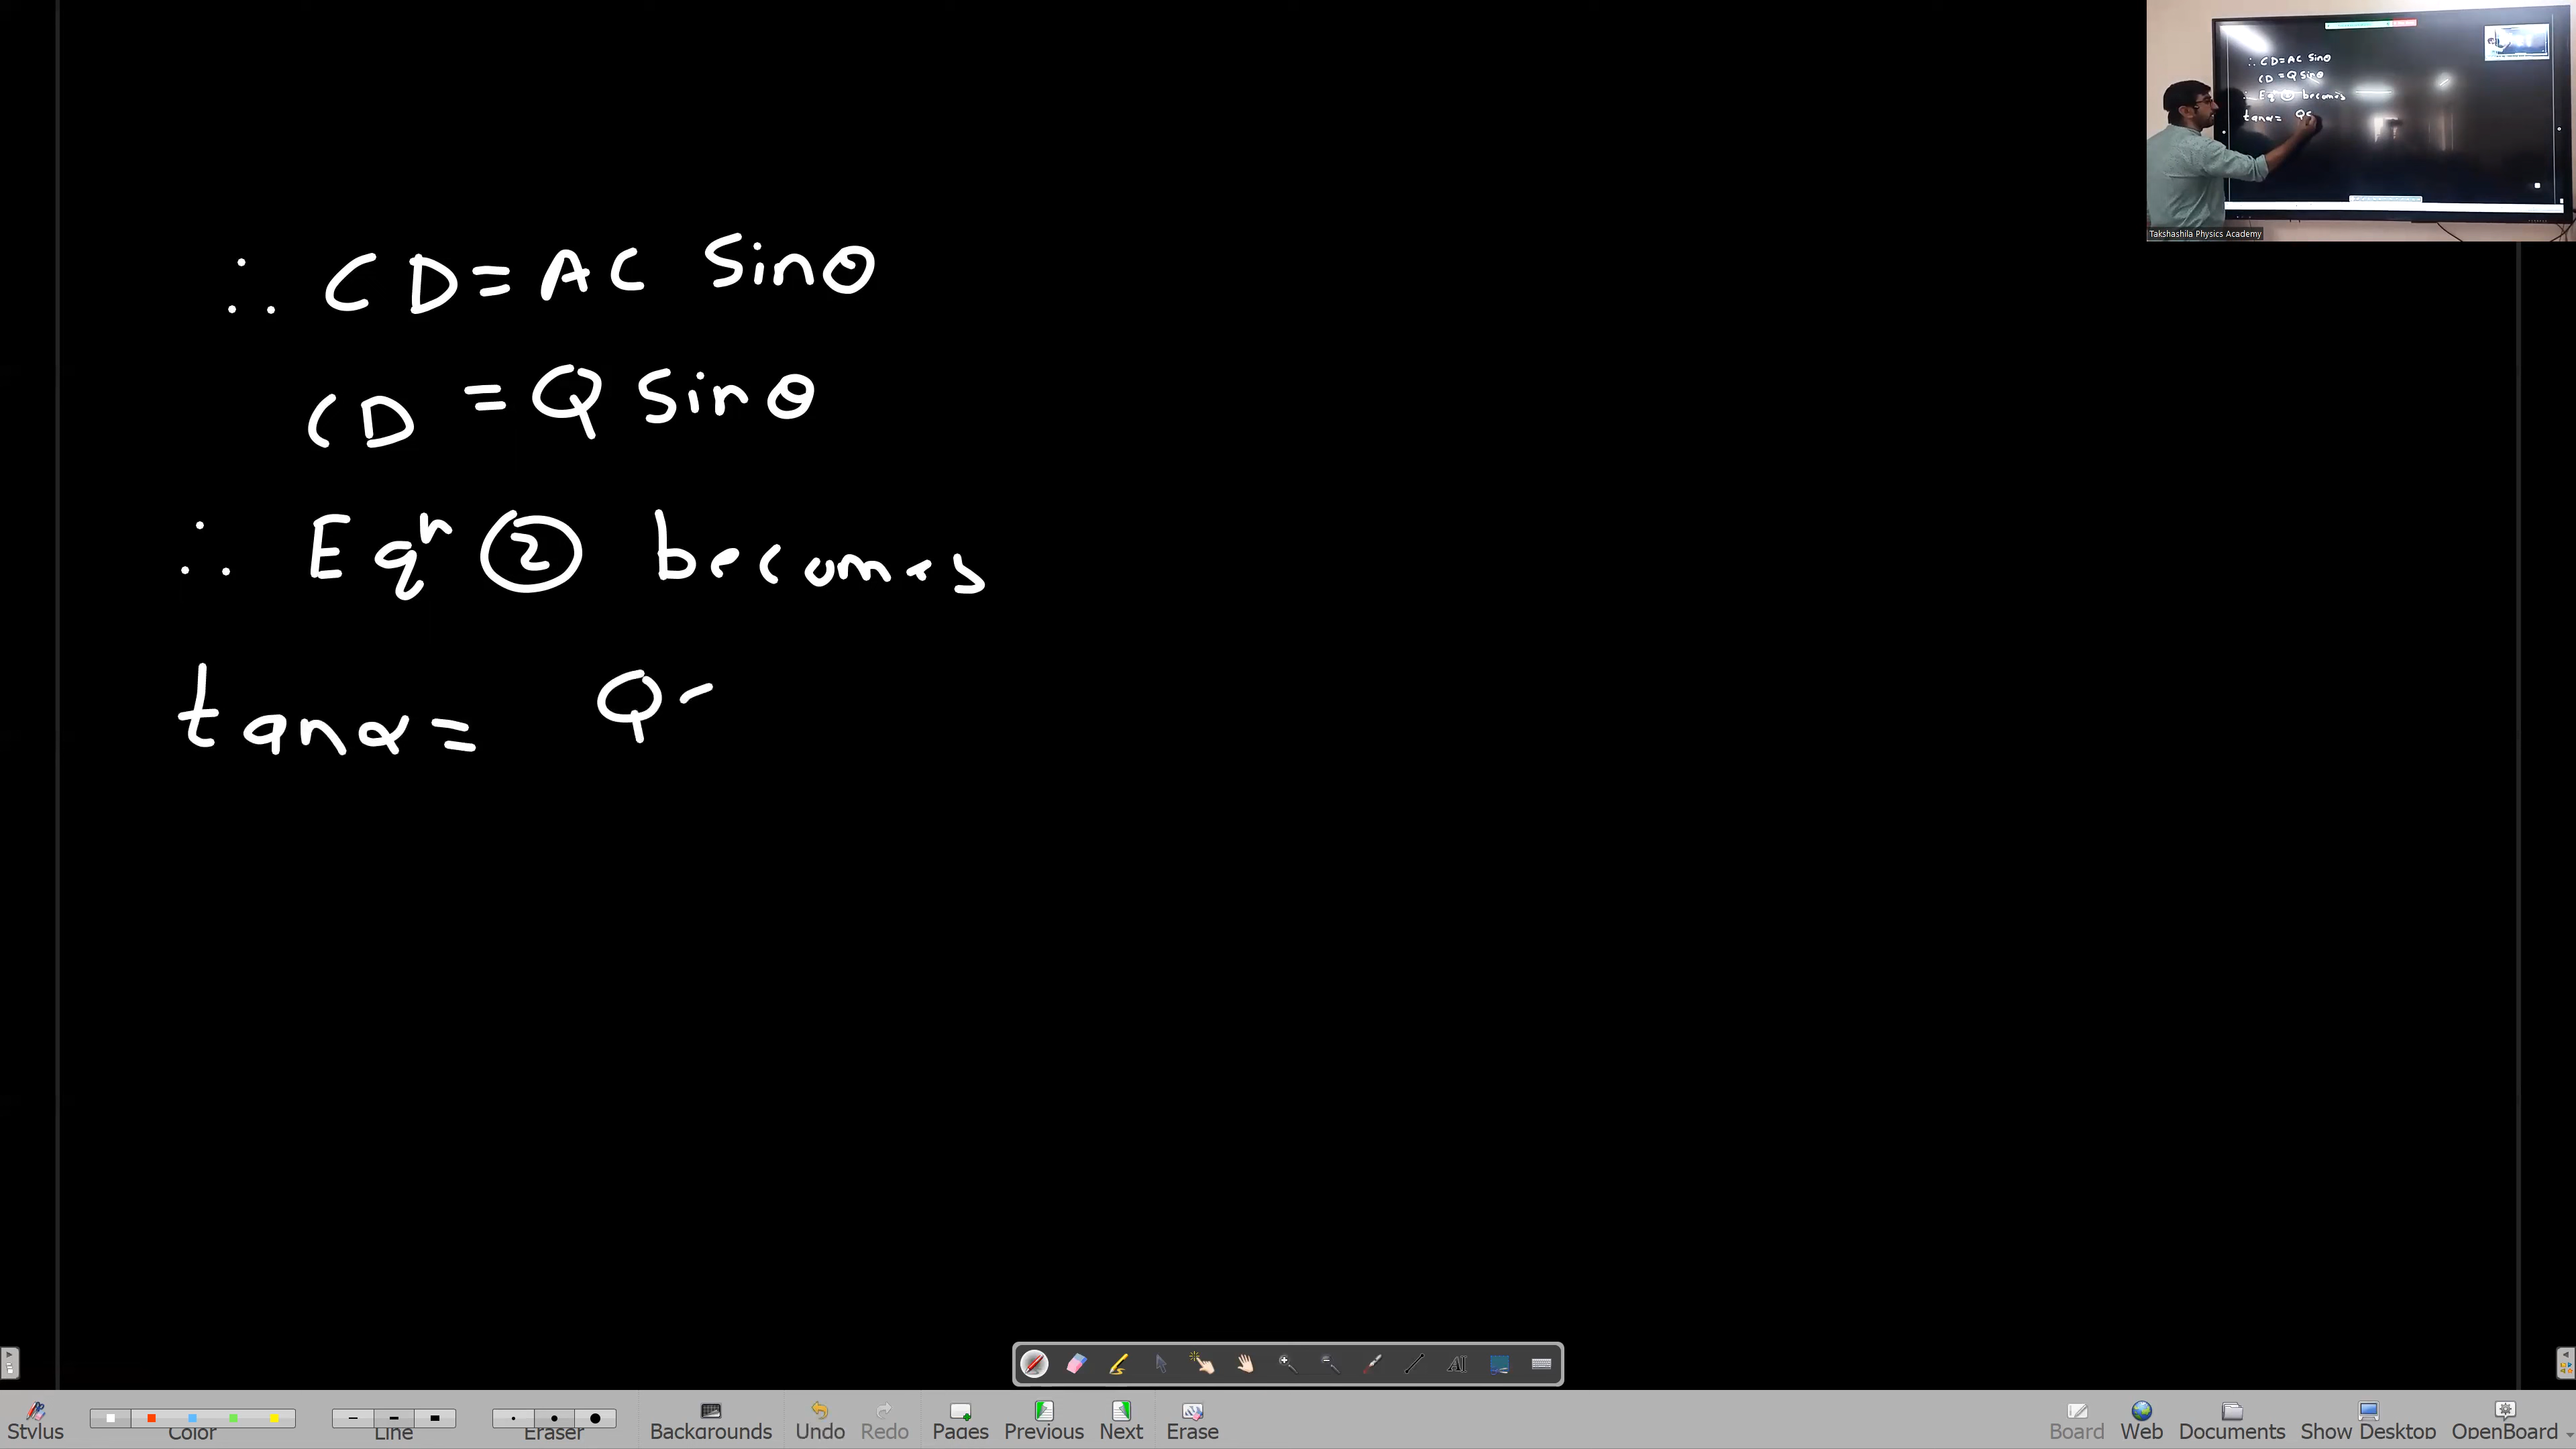 Takshashila Physics Academy
∴ CD = AC Sinθ
CD = Q Sinθ
∴ Eqⁿ ② becomes
tanα = Q
Stylus
Color
Line
Eraser
Backgrounds
Undo
Redo
Pages
Previous
Next
Erase
Board
Web
Documents
Show Desktop
OpenBoard